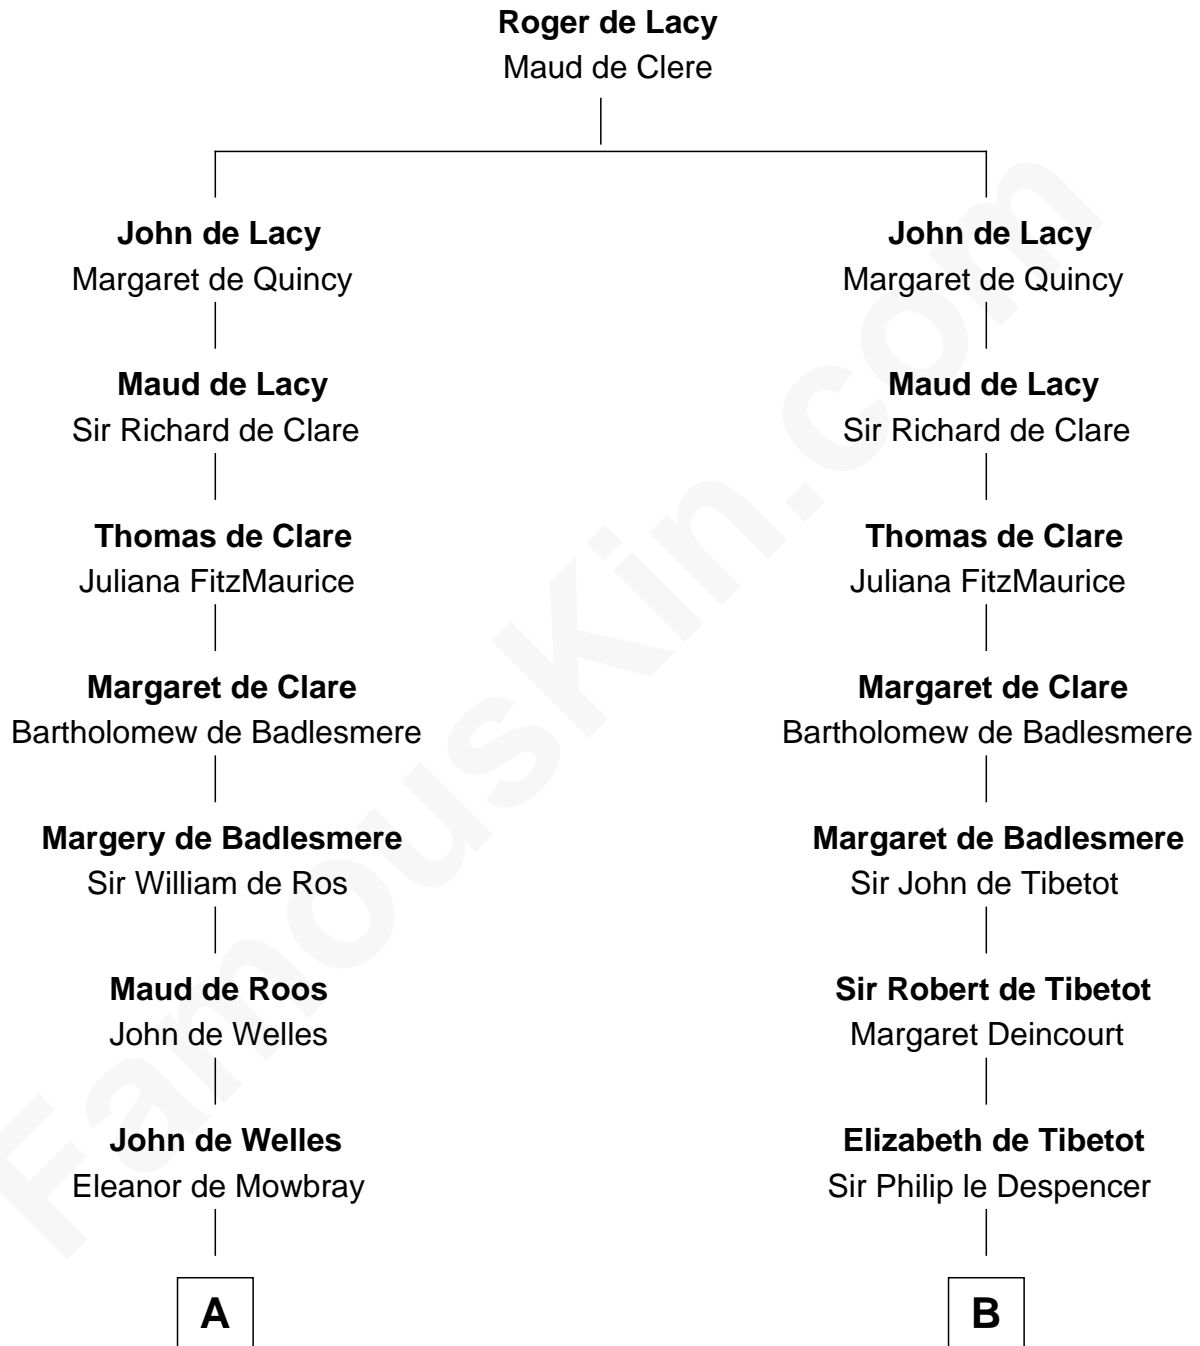 Roger de Lacy
Maud de Clere
John de Lacy
Margaret de Quincy
John de Lacy
Margaret de Quincy
Maud de Lacy
Sir Richard de Clare
Maud de Lacy
Sir Richard de Clare
Thomas de Clare
Juliana FitzMaurice
Thomas de Clare
Juliana FitzMaurice
Margaret de Clare
Bartholomew de Badlesmere
Margaret de Clare
Bartholomew de Badlesmere
Margery de Badlesmere
Sir William de Ros
Margaret de Badlesmere
Sir John de Tibetot
Maud de Roos
John de Welles
Sir Robert de Tibetot
Margaret Deincourt
John de Welles
Eleanor de Mowbray
Elizabeth de Tibetot
Sir Philip le Despencer
A
B
FamousKin.com